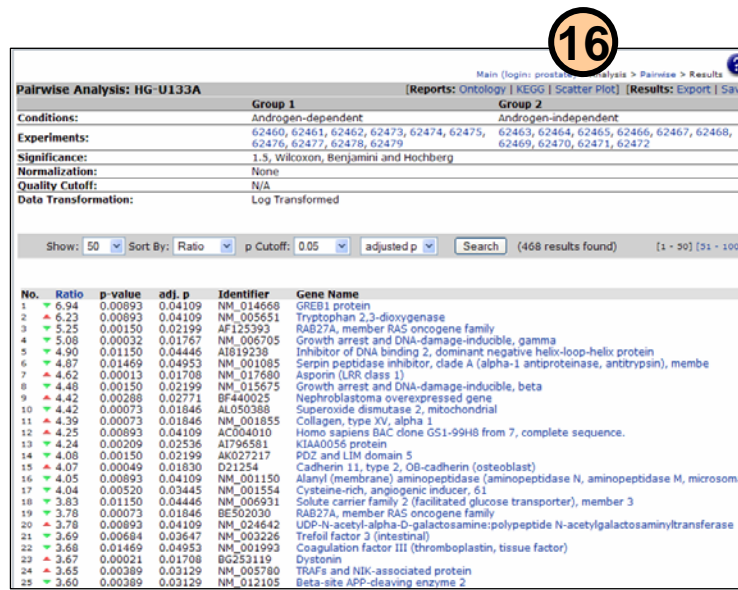 16
Main (login: prostate) > Analysis > Pairwise > Results
Pairwise Analysis: HG-U133A [Reports: Ontology | KEGG | Scatter Plot] [Results: Export | Sav
Group 1 Group 2
Conditions: Androgen-dependent Androgen-independent
Experiments: 62460, 62461, 62462, 62473, 62474, 62475, 62463, 62464, 62465, 62466, 62467, 62468,
62476, 62477, 62478, 62479 62469, 62470, 62471, 62472
Significance: 1.5, Wilcoxon, Benjamini and Hochberg
Normalization: None
Quality Cutoff: N/A
Data Transformation: Log Transformed
Show: 50 Sort By: Ratio p Cutoff: 0.05 adjusted p Search (468 results found) [1 - 50] [51 - 100
No. Ratio p-value adj. p Identifier Gene Name
1 6.94 0.00893 0.04109 NM_014668 GREB1 protein
2 6.23 0.00893 0.04109 NM_005651 Tryptophan 2,3-dioxygenase
3 5.25 0.00150 0.02199 AF125393 RAB27A, member RAS oncogene family
4 5.08 0.00032 0.01767 NM_006705 Growth arrest and DNA-damage-inducible, gamma
5 4.90 0.01150 0.04446 AI819238 Inhibitor of DNA binding 2, dominant negative helix-loop-helix protein
6 4.87 0.01469 0.04953 NM_001085 Serpin peptidase inhibitor, clade A (alpha-1 antiproteinase, antitrypsin), membe
7 4.62 0.00013 0.01708 NM_017680 Asporin (LRR class 1)
8 4.48 0.00150 0.02199 NM_015675 Growth arrest and DNA-damage-inducible, beta
9 4.42 0.00288 0.02771 BF440025 Nephroblastoma overexpressed gene
10 4.42 0.00073 0.01846 AL050388 Superoxide dismutase 2, mitochondrial
11 4.39 0.00073 0.01846 NM_001855 Collagen, type XV, alpha 1
12 4.25 0.00893 0.04109 AC004010 Homo sapiens BAC clone GS1-99H8 from 7, complete sequence.
13 4.24 0.00209 0.02536 AI796581 KIAA0056 protein
14 4.08 0.00150 0.02199 AK027217 PDZ and LIM domain 5
15 4.07 0.00049 0.01830 D21254 Cadherin 11, type 2, OB-cadherin (osteoblast)
16 4.05 0.00893 0.04109 NM_001150 Alanyl (membrane) aminopeptidase (aminopeptidase N, aminopeptidase M, microsoma
17 4.04 0.00520 0.03445 NM_001554 Cysteine-rich, angiogenic inducer, 61
18 3.83 0.01150 0.04446 NM_006931 Solute carrier family 2 (facilitated glucose transporter), member 3
19 3.78 0.00073 0.01846 BE502030 RAB27A, member RAS oncogene family
20 3.78 0.00893 0.04109 NM_024642 UDP-N-acetyl-alpha-D-galactosamine:polypeptide N-acetylgalactosaminyltransferase
21 3.69 0.00684 0.03647 NM_003226 Trefoil factor 3 (intestinal)
22 3.68 0.01469 0.04953 NM_001993 Coagulation factor III (thromboplastin, tissue factor)
23 3.67 0.00021 0.01708 BG253119 Dystonin
24 3.65 0.00389 0.03129 NM_005780 TRAFs and NIK-associated protein
25 3.60 0.00389 0.03129 NM_012105 Beta-site APP-cleaving enzyme 2